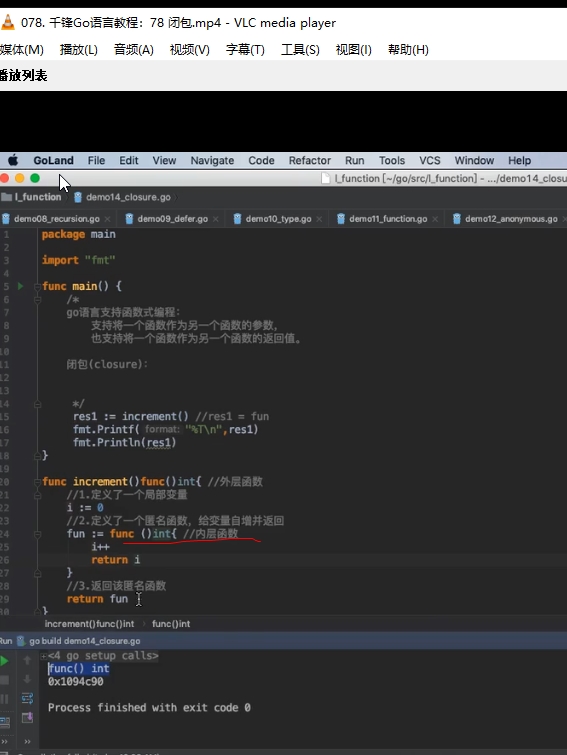 078. 千锋Go语言教程：78 闭包.mp4 - VLC media player
媒体(M) 播放(L) 音频(A) 视频(V) 字幕(T) 工具(S) 视图(I) 帮助(H)
播放列表
GoLand File Edit View Navigate Code Refactor Run Tools VCS Window Help
l_function [~/go/src/l_function] - .../demo14_closu
l_function demo14_closure.go
demo08_recursion.go demo09_defer.go demo10_type.go demo11_function.go demo12_anonymous.go
1 package main
2
3 import "fmt"
4
5 func main() {
6 /*
7 go语言支持函数式编程：
8 支持将一个函数作为另一个函数的参数，
9 也支持将一个函数作为另一个函数的返回值。
10
11 闭包(closure)：
12
13
14 */
15 res1 := increment() //res1 = fun
16 fmt.Printf( format: "%T\n",res1)
17 fmt.Println(res1)
18 }
19
20 func increment()func()int{ //外层函数
21 //1.定义了一个局部变量
22 i := 0
23 //2.定义了一个匿名函数，给变量自增并返回
24 fun := func ()int{ //内层函数
25 i++
26 return i
27 }
28 //3.返回该匿名函数
29 return fun
30 }
increment()func()int func()int
Run go build demo14_closure.go
<4 go setup calls>
func() int
0x1094c90
Process finished with exit code 0